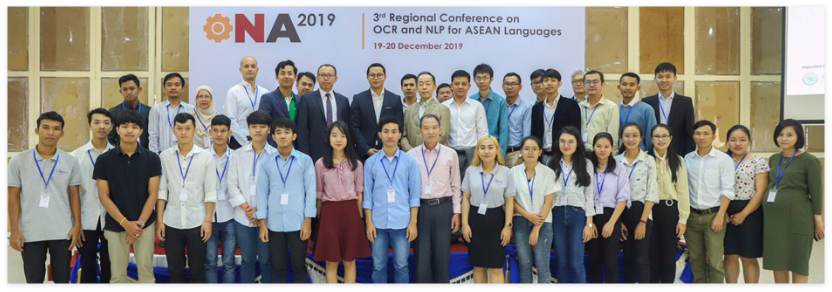 ONA 2019
3rd Regional Conference on
OCR and NLP for ASEAN Languages
19-20 December 2019